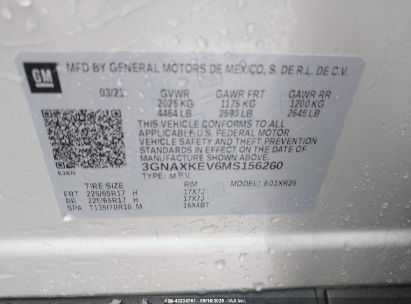 GM
MFD BY GENERAL MOTORS DE MEXICO, S. DE R.L. DE C.V.
03/21 GVWR GAWR FRT GAWR RR
2025 KG 1175 KG 1200 KG
4464 LB 2590 LB 2645 LB
THIS VEHICLE CONFORMS TO ALL
APPLICABLE U.S. FEDERAL MOTOR
VEHICLE SAFETY AND THEFT PREVENTION
STANDARDS IN EFFECT ON THE DATE OF
MANUFACTURE SHOWN ABOVE.
3GNAXKEV6MS156260
TYPE: M.P.V. MODEL: 601XR26
TIRE SIZE RIM
FRT 225/65R17 H 17X7J
RR 225/65R17 H 17X7J
SPA T135/70R16 M 16X4BT